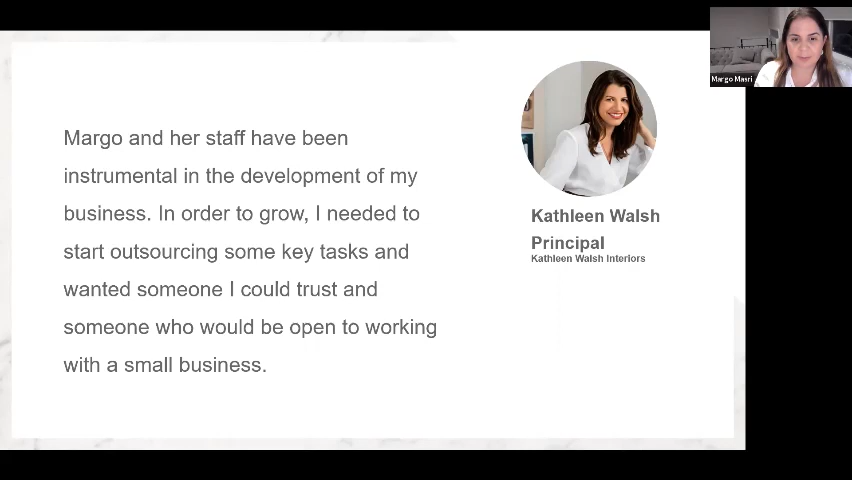 Margo and her staff have been
instrumental in the development of my
business. In order to grow, I needed to
start outsourcing some key tasks and
wanted someone I could trust and
someone who would be open to working
with a small business.
Kathleen Walsh
Principal
Kathleen Walsh Interiors
Margo Masri